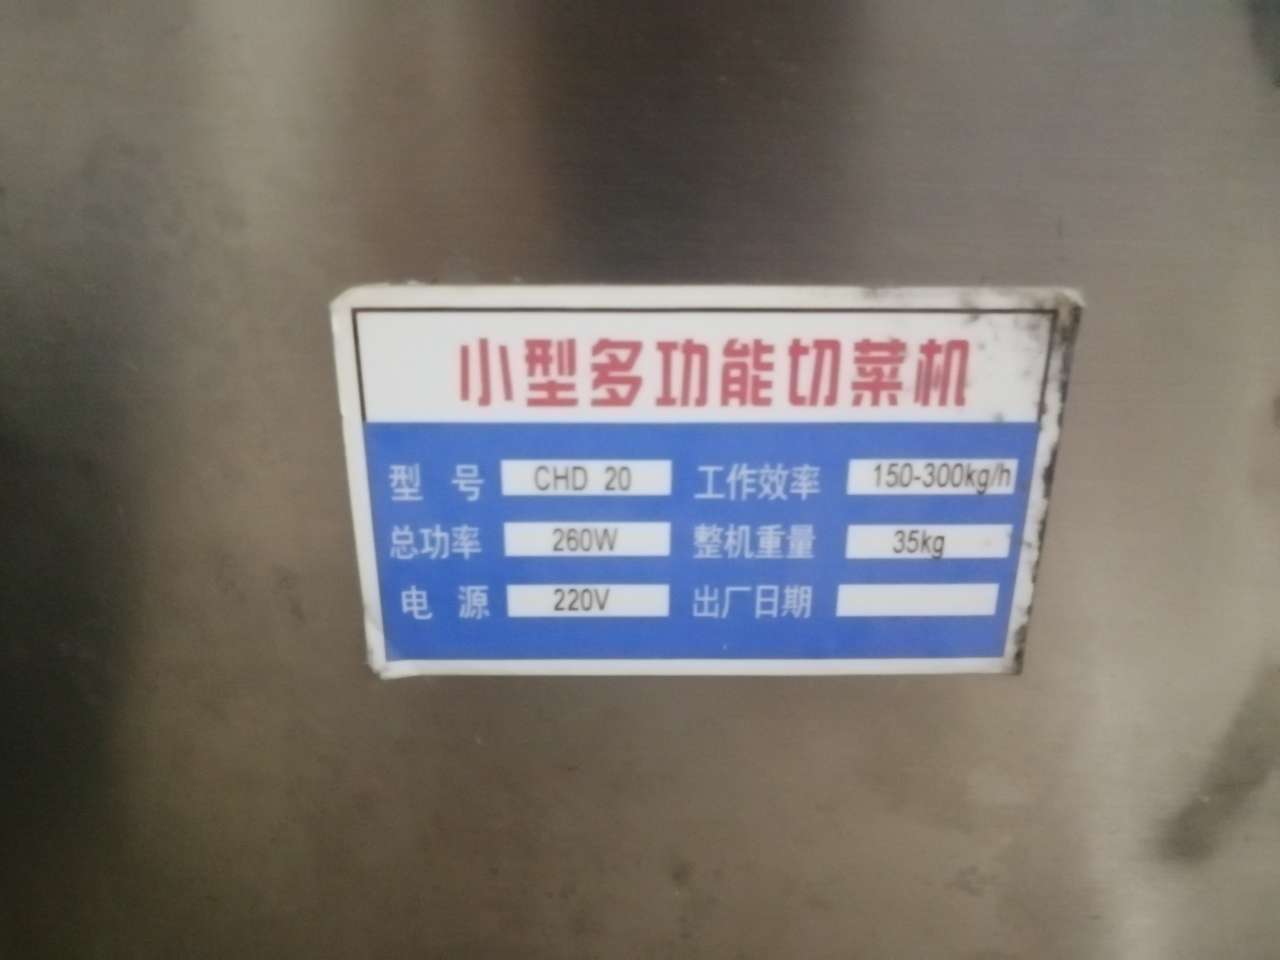 小型多功能切菜机
型 号 CHD 20 工作效率 150-300kg/h
总功率 260W 整机重量 35kg
电 源 220V 出厂日期